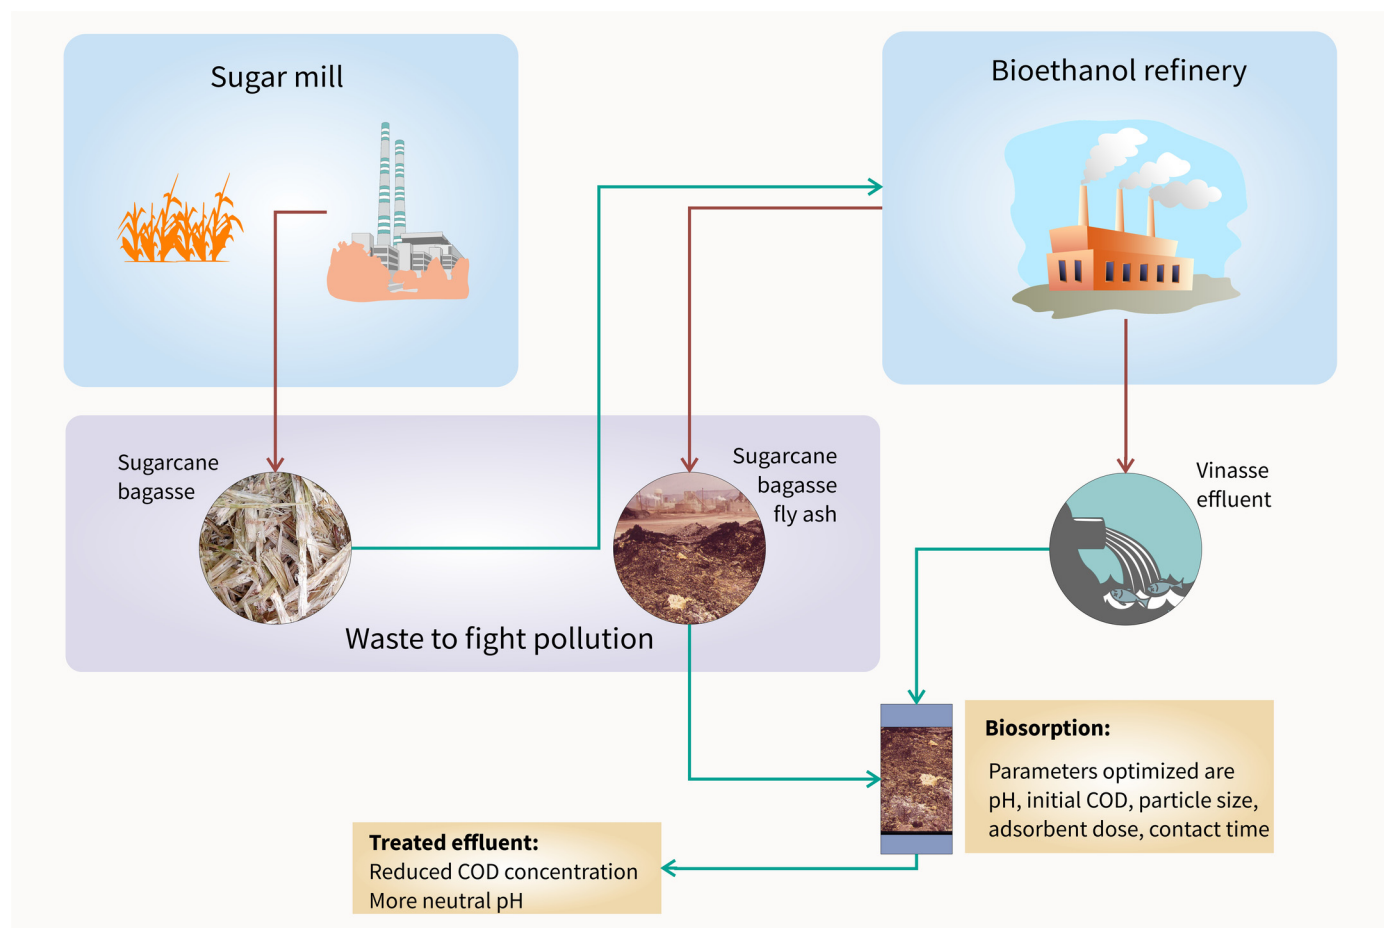 Sugar mill
Bioethanol refinery
Sugarcane
bagasse
Sugarcane
bagasse
fly ash
Vinasse
effluent
Waste to fight pollution
Biosorption:
Parameters optimized are
pH, initial COD, particle size,
adsorbent dose, contact time
Treated effluent:
Reduced COD concentration
More neutral pH